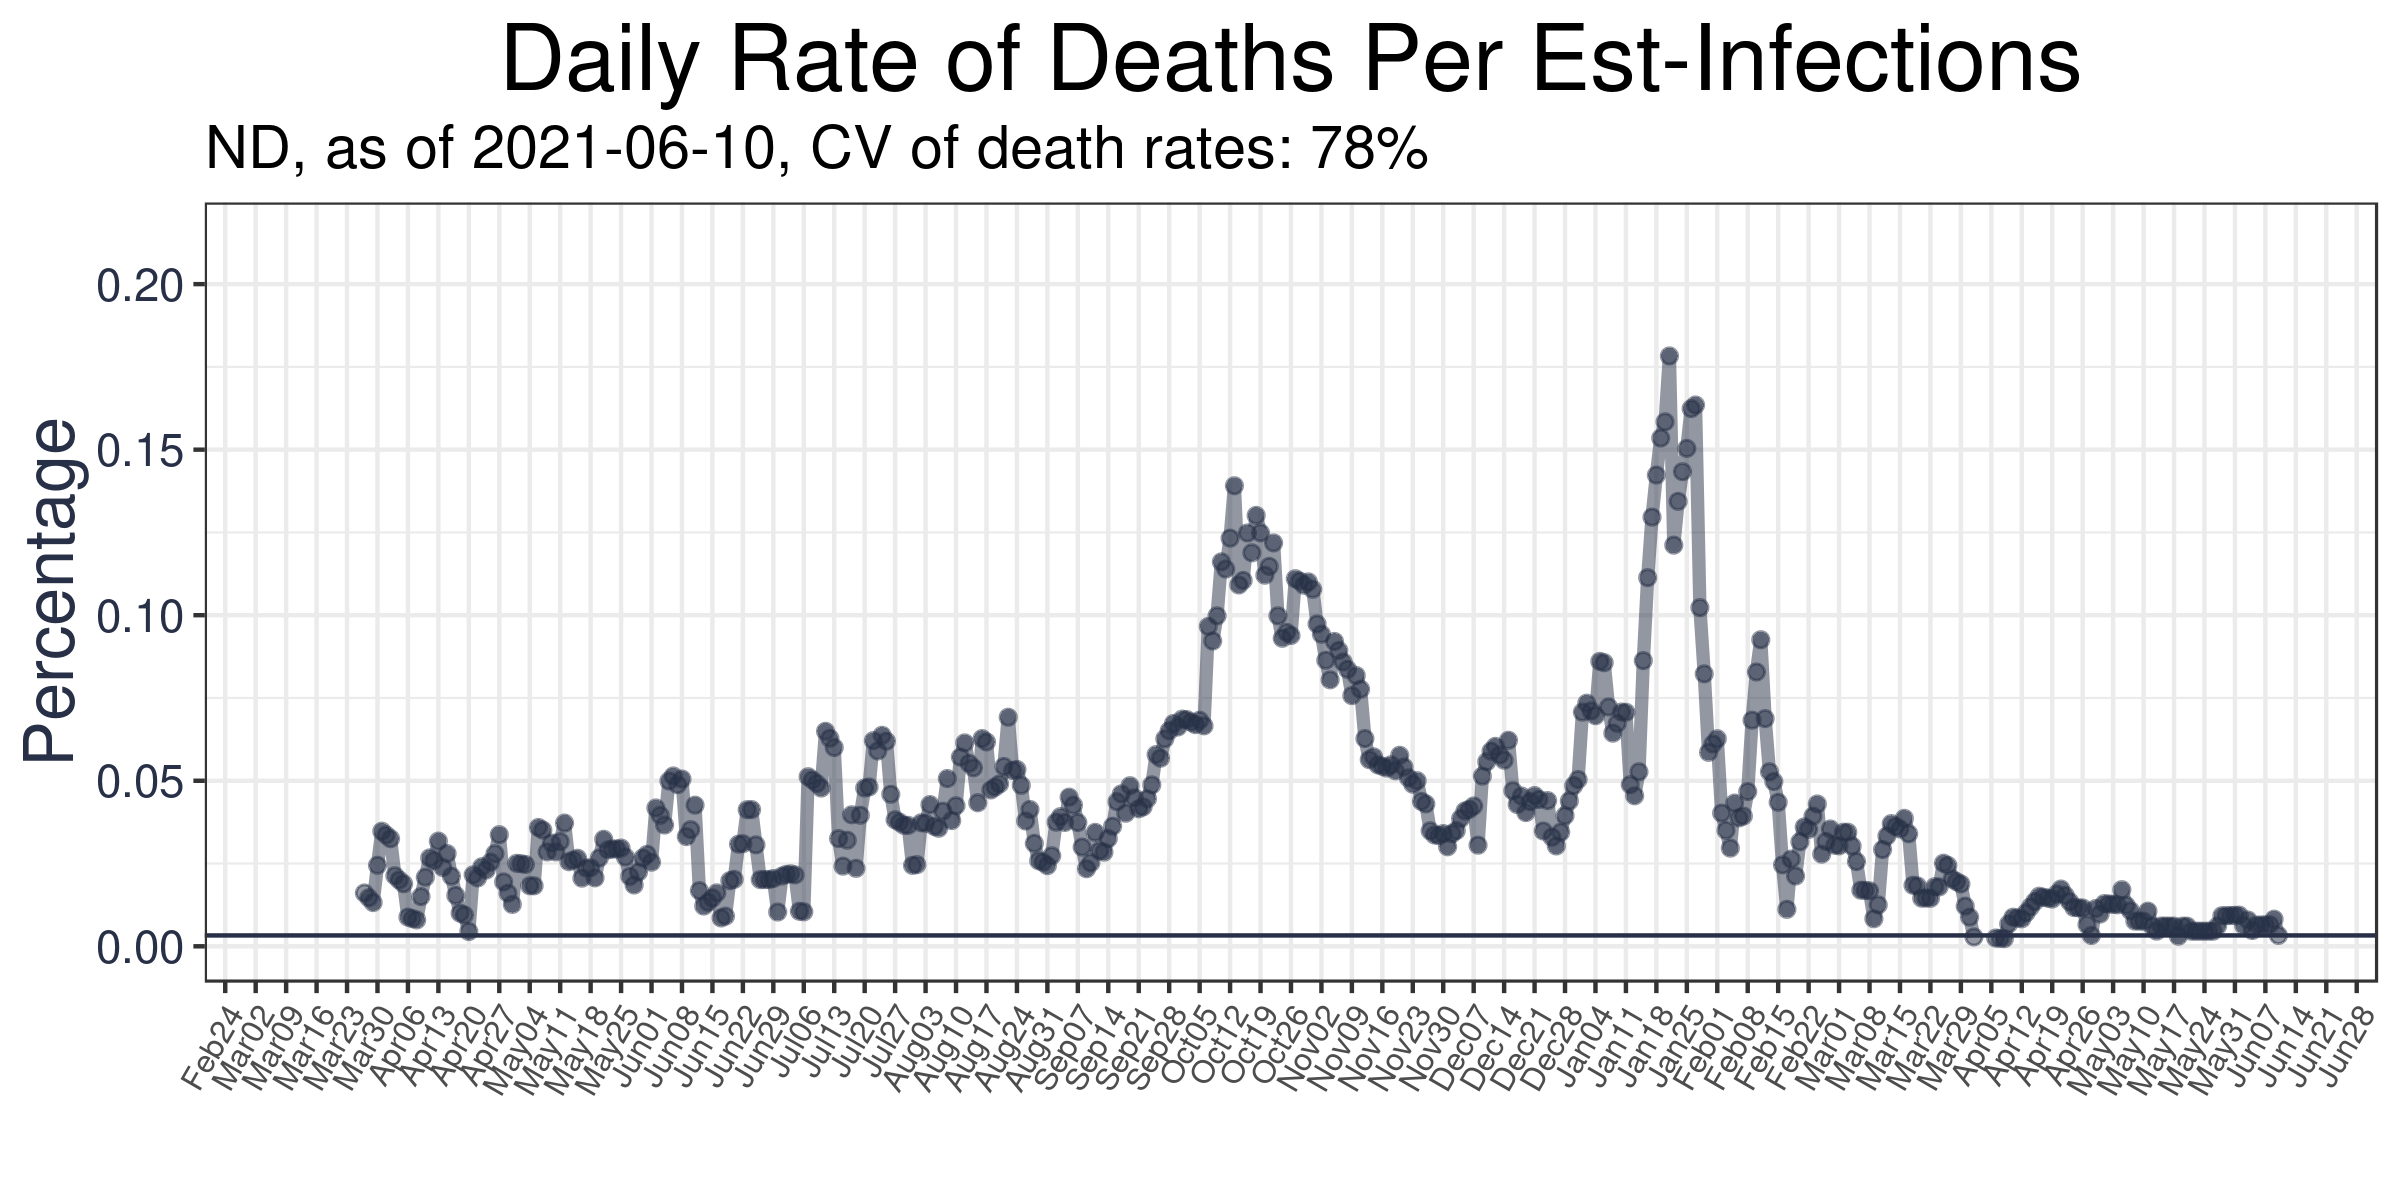 Daily Rate of Deaths Per Est-Infections
ND, as of 2021-06-10, CV of death rates: 78%
Percentage
0.20
0.15
0.10
0.05
0.00
Feb24
Mar02
Mar09
Mar16
Mar23
Mar30
Apr06
Apr13
Apr20
Apr27
May04
May11
May18
May25
Jun01
Jun08
Jun15
Jun22
Jun29
Jul06
Jul13
Jul20
Jul27
Aug03
Aug10
Aug17
Aug24
Aug31
Sep07
Sep14
Sep21
Sep28
Oct05
Oct12
Oct19
Oct26
Nov02
Nov09
Nov16
Nov23
Nov30
Dec07
Dec14
Dec21
Dec28
Jan04
Jan11
Jan18
Jan25
Feb01
Feb08
Feb15
Feb22
Mar01
Mar08
Mar15
Mar22
Mar29
Apr05
Apr12
Apr19
Apr26
May03
May10
May17
May24
May31
Jun07
Jun14
Jun21
Jun28